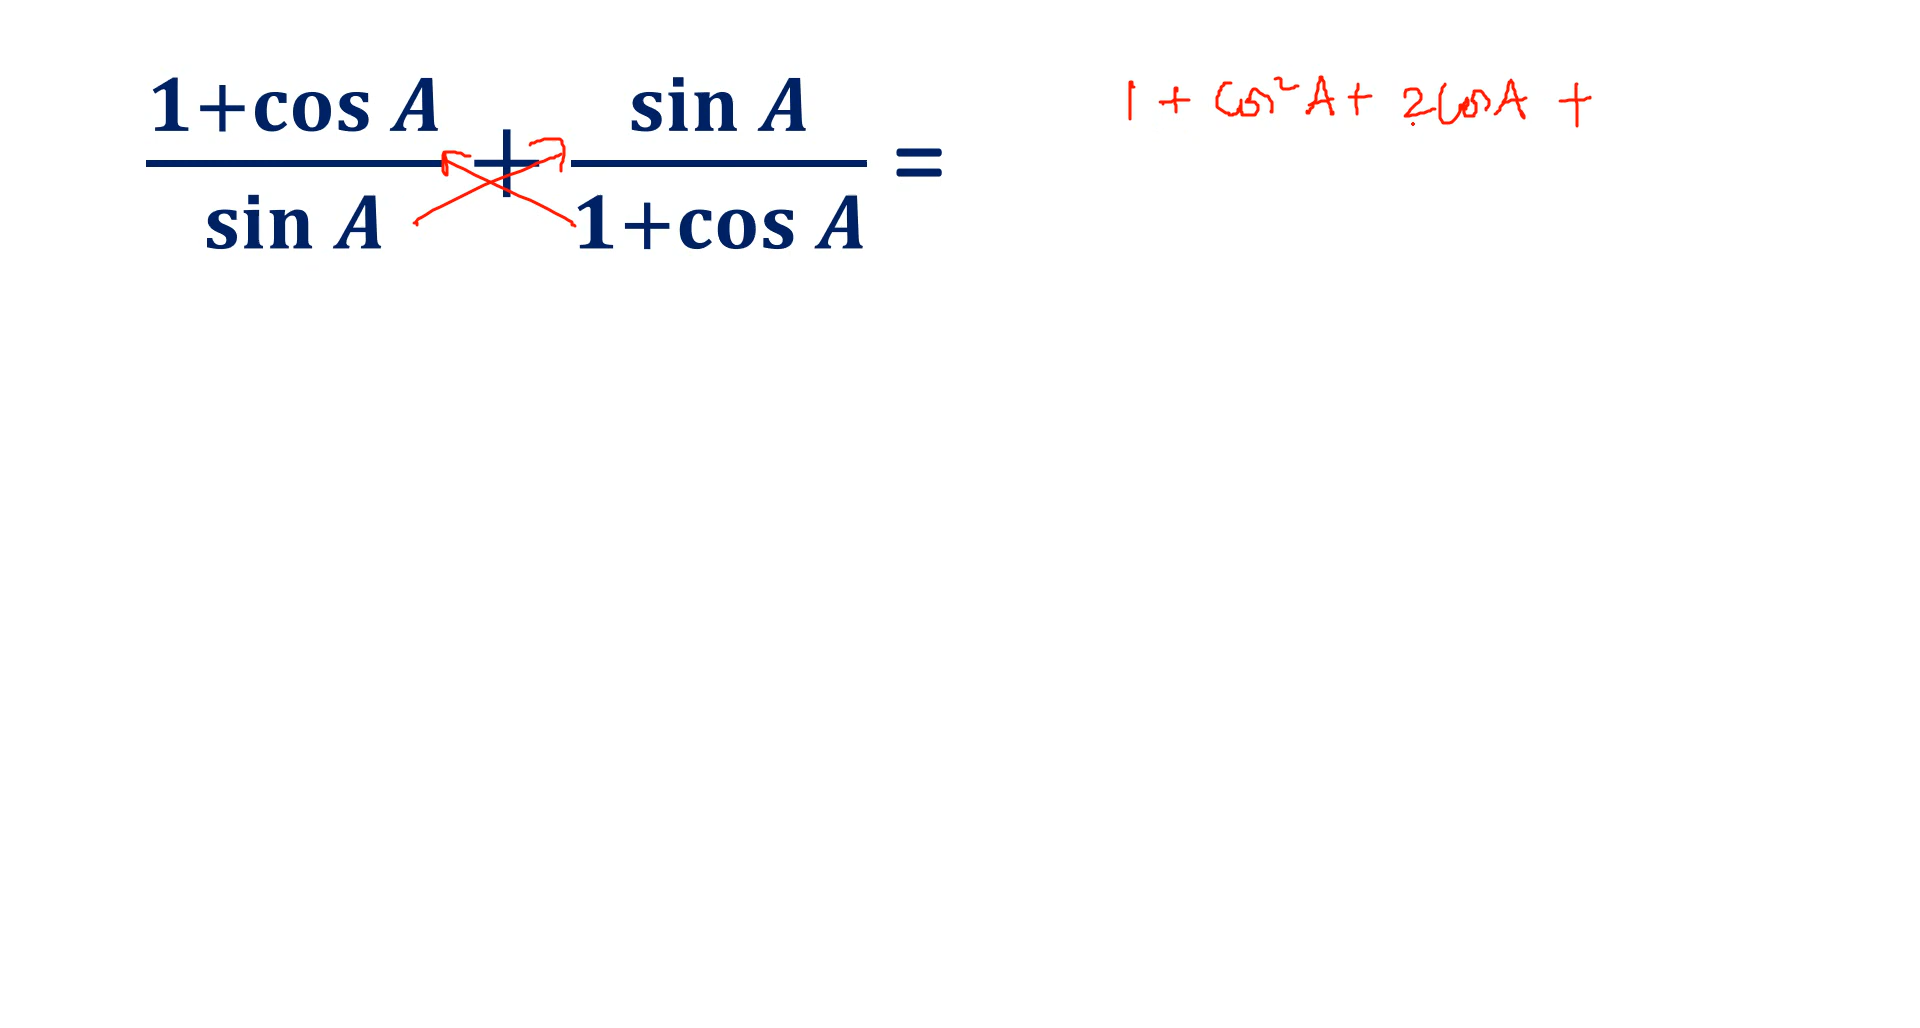 1+cos A / sin A + sin A / 1+cos A =
1 + Cos²A + 2CosA +